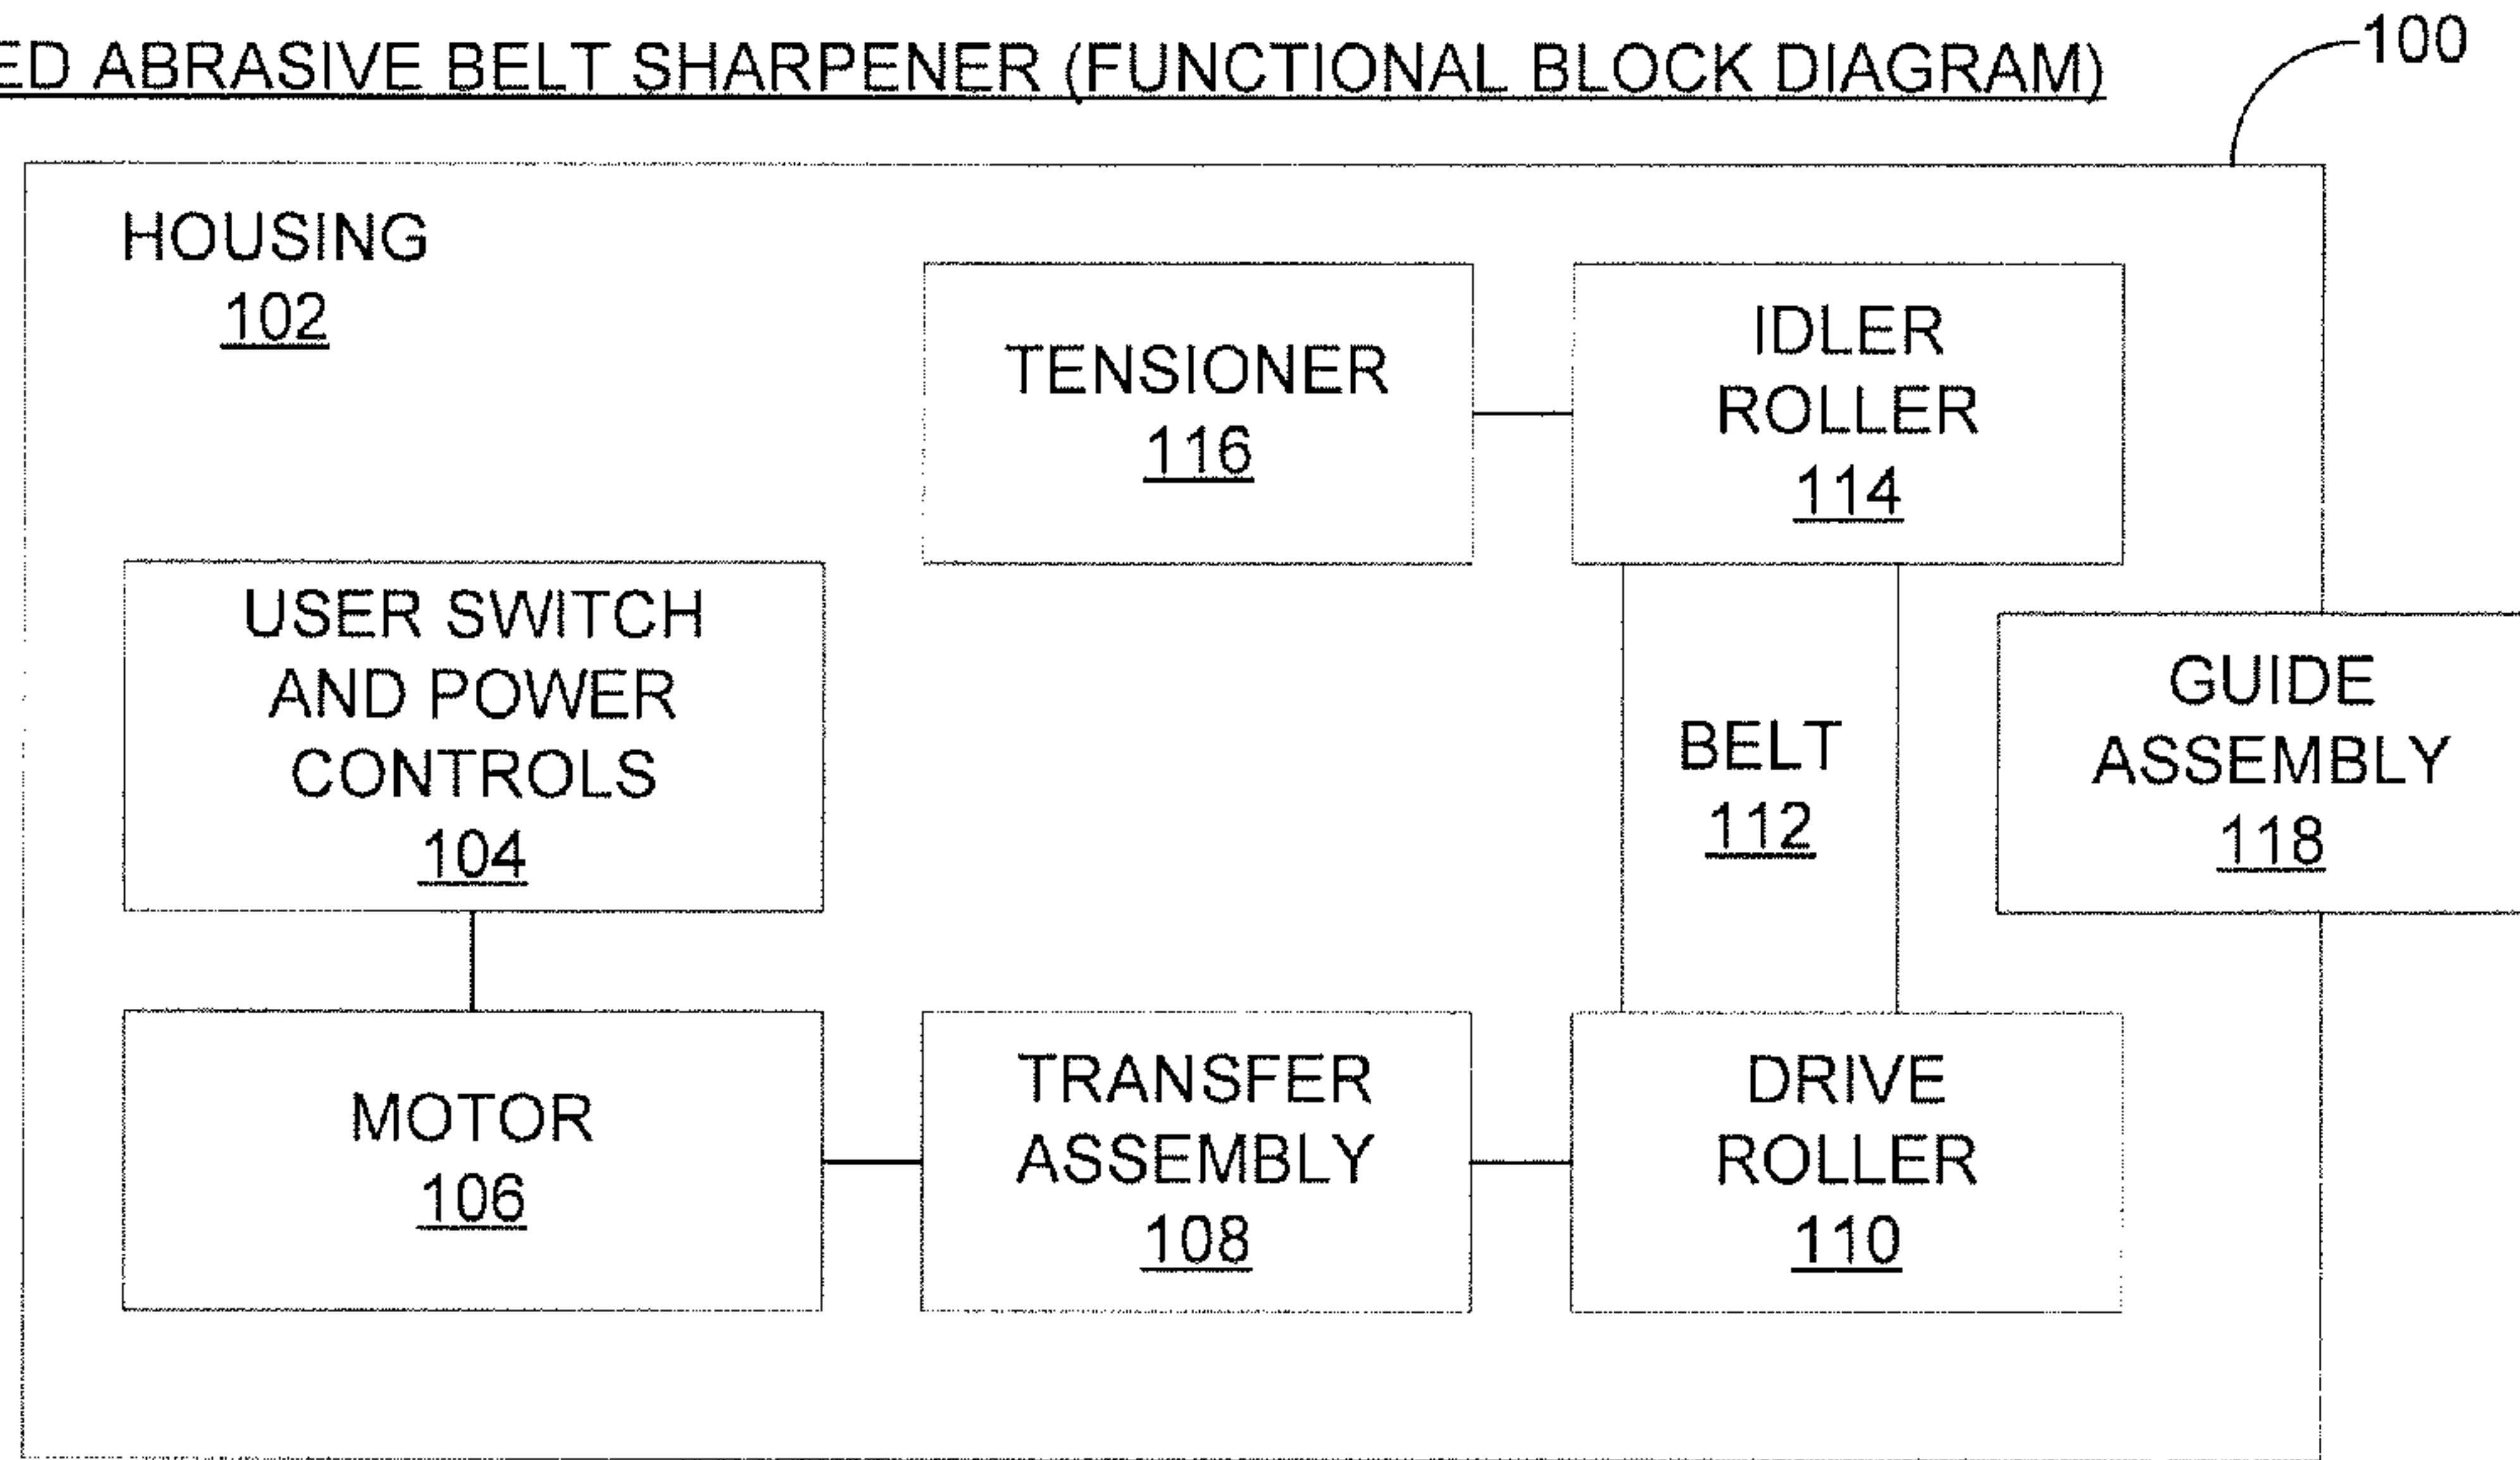 ED ABRASIVE BELT SHARPENER (FUNCTIONAL BLOCK DIAGRAM)
100
HOUSING
102
TENSIONER
116
IDLER
ROLLER
114
USER SWITCH
AND POWER
CONTROLS
104
BELT
112
GUIDE
ASSEMBLY
118
MOTOR
106
TRANSFER
ASSEMBLY
108
DRIVE
ROLLER
110